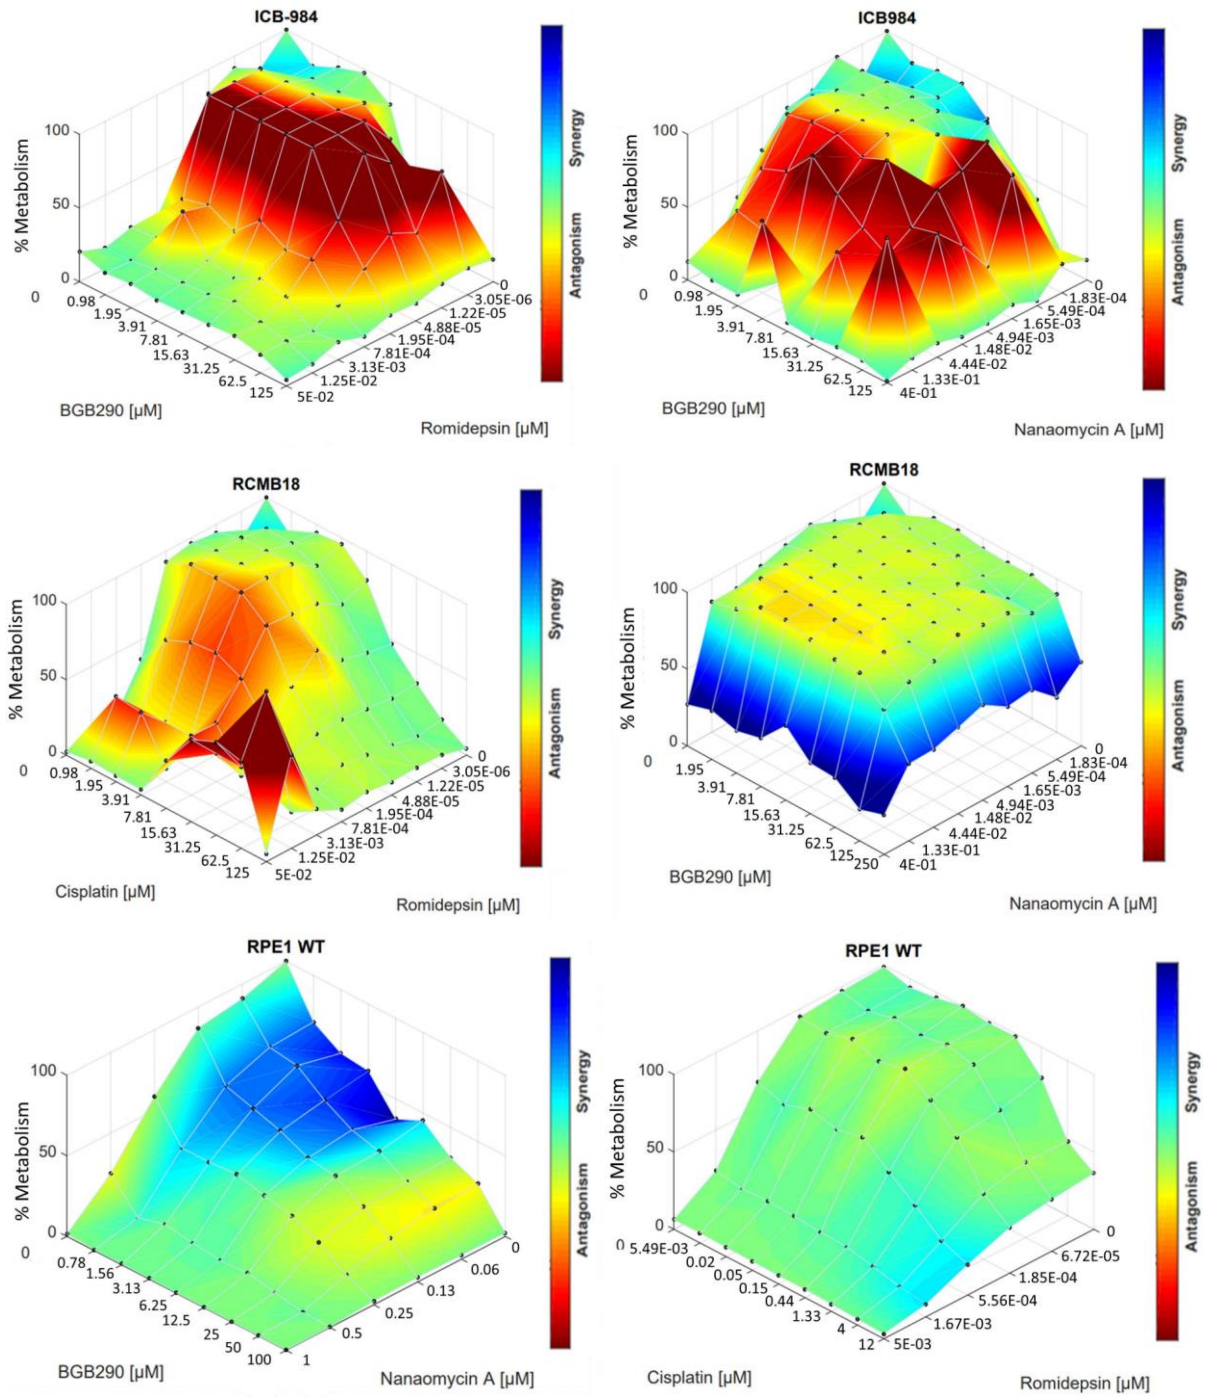 ICB-984
% Metabolism
100
50
0
0
0.98
1.95
3.91
7.81
15.63
31.25
62.5
125
BGB290 [µM]
0
3.05E-06
1.22E-05
4.88E-05
1.95E-04
7.81E-04
3.13E-03
1.25E-02
5E-02
Romidepsin [µM]
Synergy
Antagonism
ICB984
% Metabolism
100
50
0
0
0.98
1.95
3.91
7.81
15.63
31.25
62.5
125
BGB290 [µM]
0
1.83E-04
5.49E-04
1.65E-03
4.94E-03
1.48E-02
4.44E-02
1.33E-01
4E-01
Nanaomycin A [µM]
Synergy
Antagonism
RCMB18
% Metabolism
100
50
0
0
0.98
1.95
3.91
7.81
15.63
31.25
62.5
125
Cisplatin [µM]
0
3.05E-06
1.22E-05
4.88E-05
1.95E-04
7.81E-04
3.13E-03
1.25E-02
5E-02
Romidepsin [µM]
Synergy
Antagonism
RCMB18
% Metabolism
100
50
0
0
1.95
3.91
7.81
15.63
31.25
62.5
125
250
BGB290 [µM]
0
1.83E-04
5.49E-04
1.65E-03
4.94E-03
1.48E-02
4.44E-02
1.33E-01
4E-01
Nanaomycin A [µM]
Synergy
Antagonism
RPE1 WT
% Metabolism
100
50
0
0
0.78
1.56
3.13
6.25
12.5
25
50
100
BGB290 [µM]
0
0.06
0.13
0.25
0.5
1
Nanaomycin A [µM]
Synergy
Antagonism
RPE1 WT
% Metabolism
100
50
0
0
5.49E-03
0.02
0.05
0.15
0.44
1.33
4
12
Cisplatin [µM]
0
6.72E-05
1.85E-04
5.56E-04
1.67E-03
5E-03
Romidepsin [µM]
Synergy
Antagonism